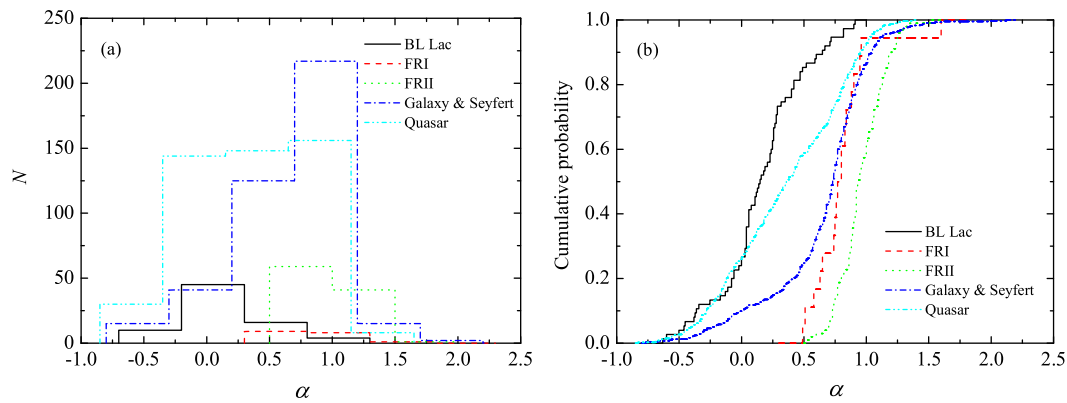 (a)
250
200
150
100
50
0
N
-1.0 -0.5 0.0 0.5 1.0 1.5 2.0 2.5
α
BL Lac
FRI
FRII
Galaxy & Seyfert
Quasar
(b)
1.0
0.8
0.6
0.4
0.2
0.0
Cumulative probability
-1.0 -0.5 0.0 0.5 1.0 1.5 2.0 2.5
α
BL Lac
FRI
FRII
Galaxy & Seyfert
Quasar